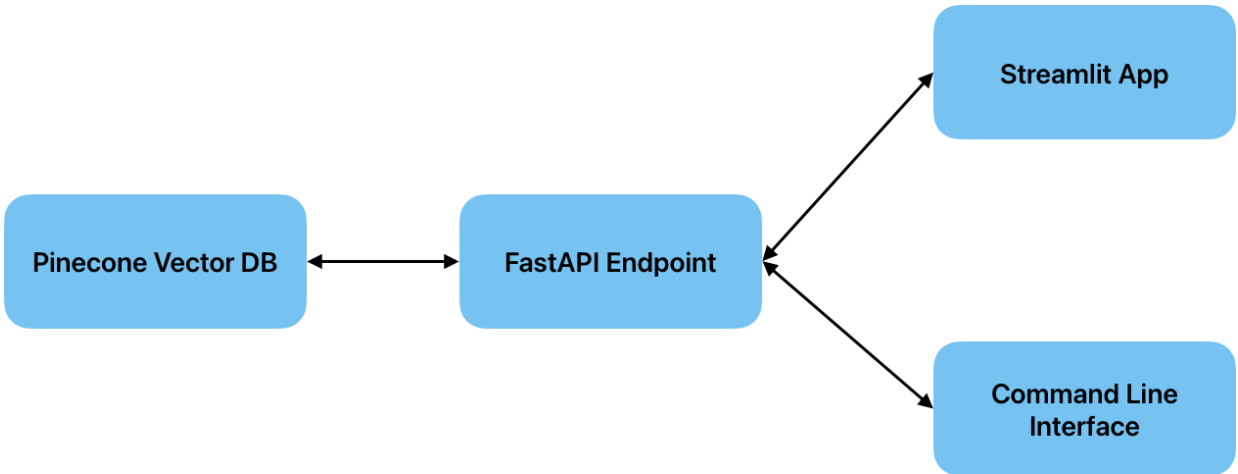 Streamlit App
Pinecone Vector DB
FastAPI Endpoint
Command Line
Interface